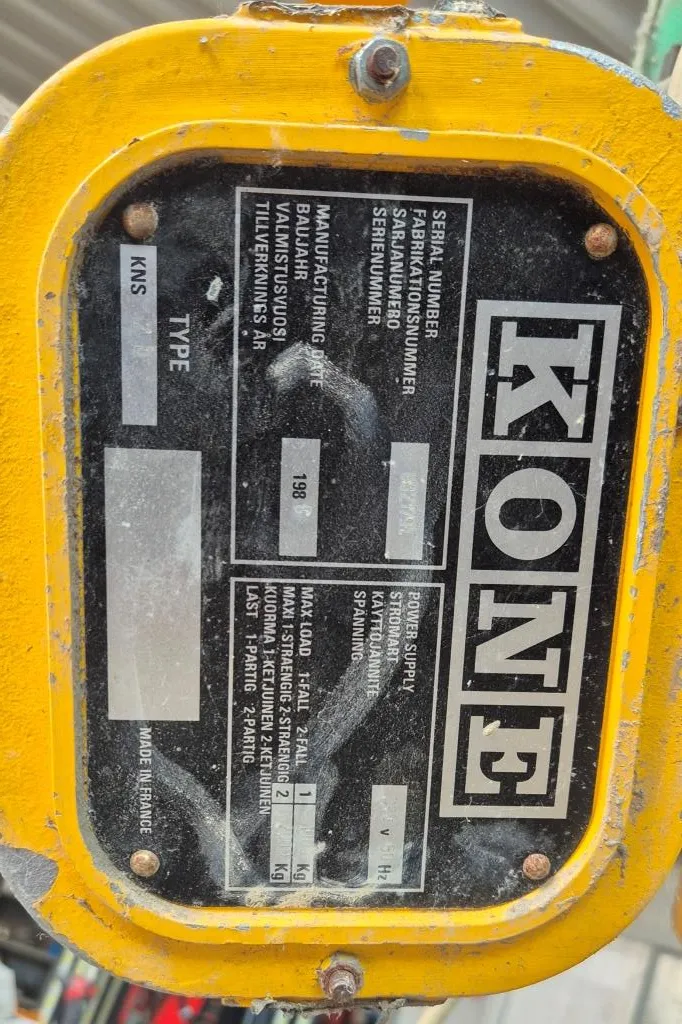 KONE
SERIAL NUMBER
FABRIKATIONSNUMMER
SARJANUMERO
SERIENUMMER
MANUFACTURING DATE
BAUJAHR 198
VALMISTUSVUOSI
TILLVERKNINGS ÅR
POWER SUPPLY
STROMART V Hz
KÄYTTÖJÄNNITE
SPÄNNING
MAX LOAD 1-FALL 2-FALL 1 Kg
MAXI 1-STRAENGIG 2-STRAENGIG 2 Kg
KUORMA 1-KETJUINEN 2-KETJUINEN
LAST 1-PARTIG 2-PARTIG
TYPE
KNS
MADE IN FRANCE